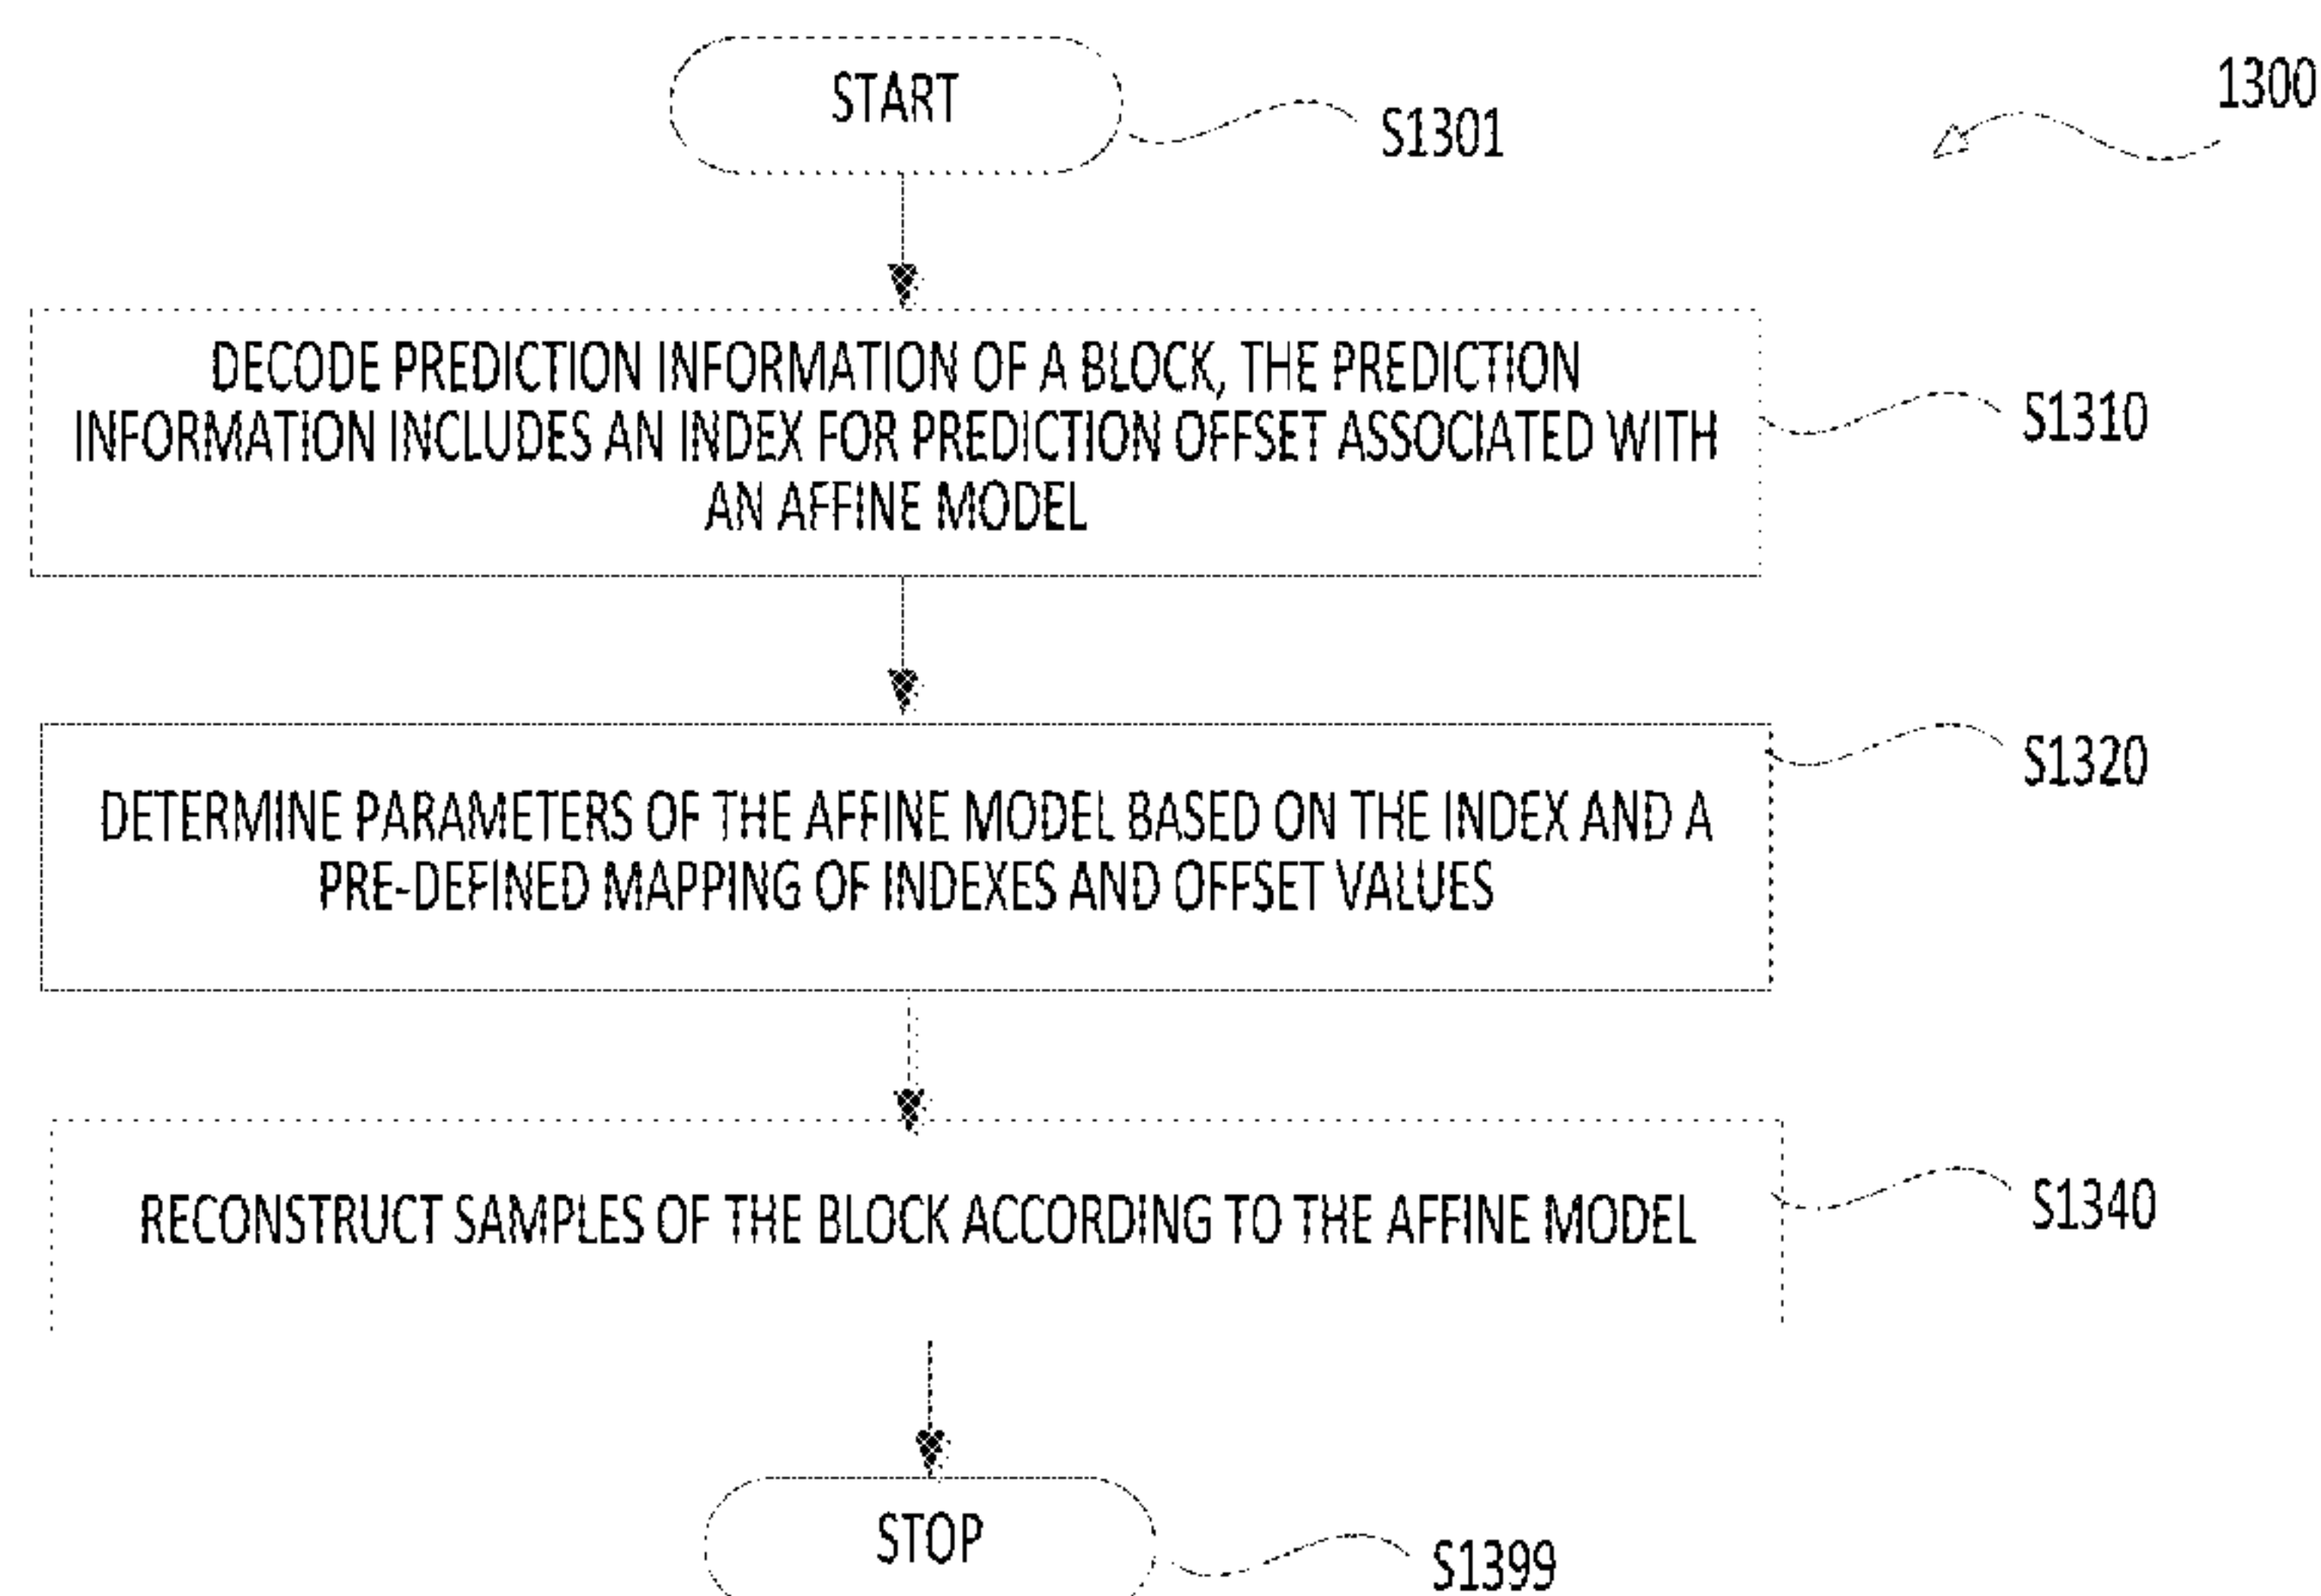 START
S1301
1300
DECODE PREDICTION INFORMATION OF A BLOCK, THE PREDICTION
INFORMATION INCLUDES AN INDEX FOR PREDICTION OFFSET ASSOCIATED WITH
AN AFFINE MODEL
S1310
S1320
DETERMINE PARAMETERS OF THE AFFINE MODEL BASED ON THE INDEX AND A
PRE-DEFINED MAPPING OF INDEXES AND OFFSET VALUES
RECONSTRUCT SAMPLES OF THE BLOCK ACCORDING TO THE AFFINE MODEL
S1340
STOP
S1399